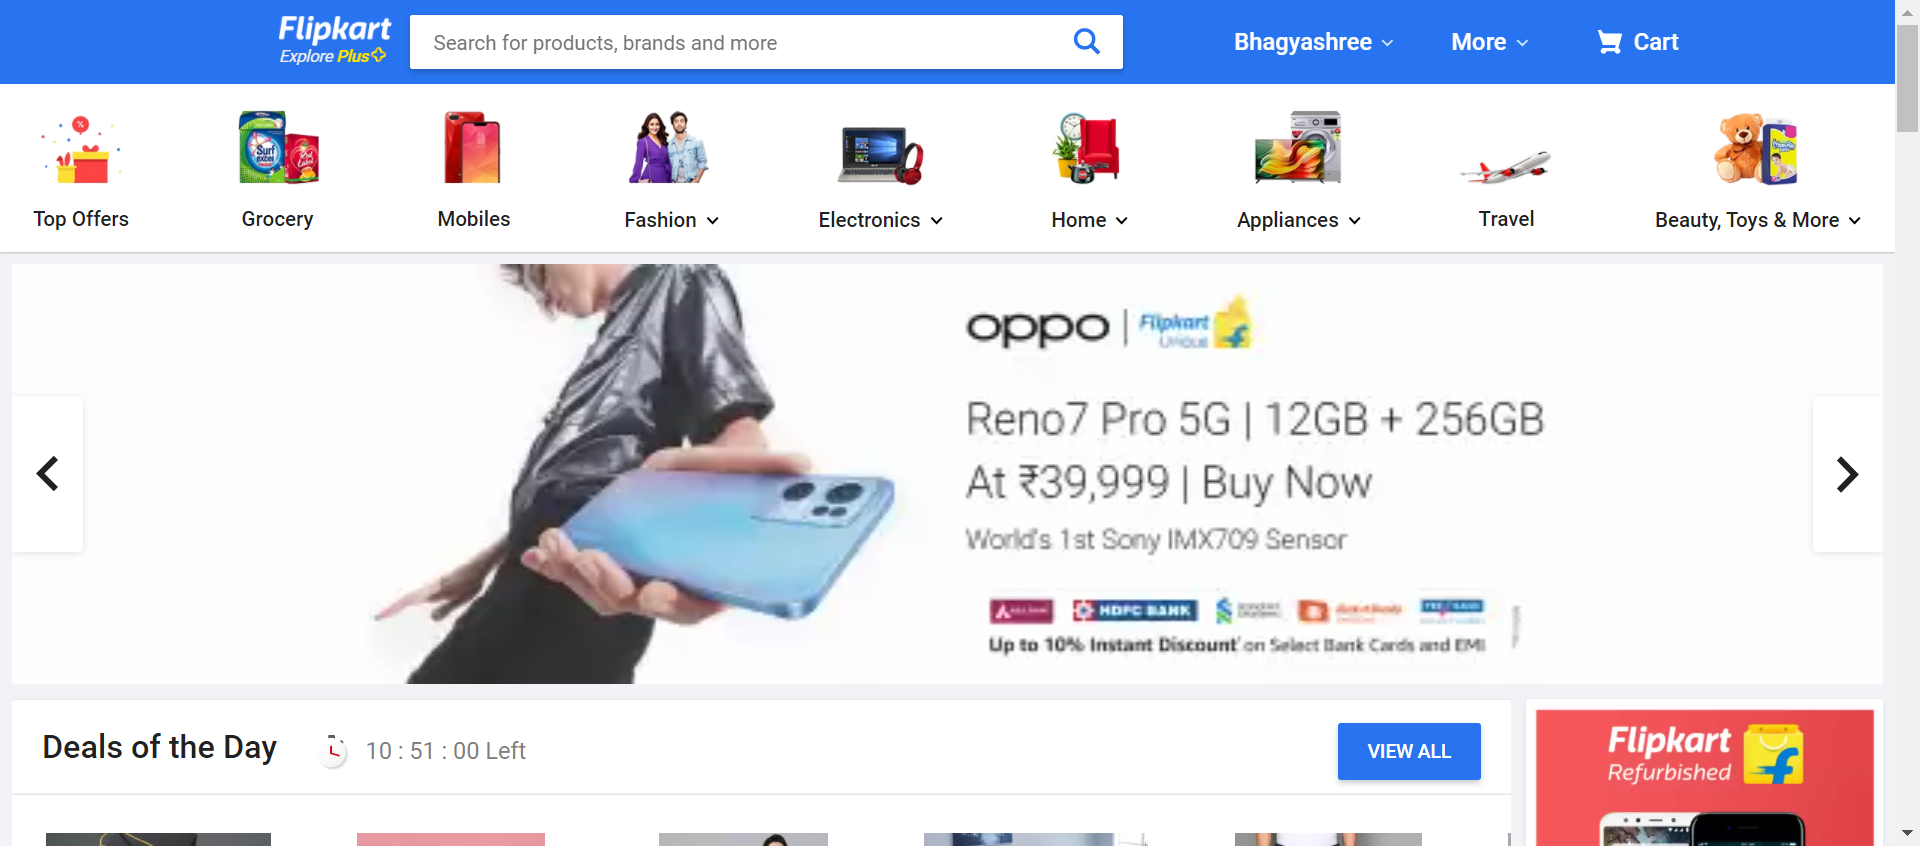 Flipkart
Explore Plus
Search for products, brands and more
Bhagyashree
More
Cart
Top Offers
Grocery
Mobiles
Fashion
Electronics
Home
Appliances
Travel
Beauty, Toys & More
Surf
excel
oppo | Flipkart
Unique
Reno7 Pro 5G | 12GB + 256GB
At ₹39,999 | Buy Now
World's 1st Sony IMX709 Sensor
HDFC BANK
Up to 10% Instant Discount* on Select Bank Cards and EMI
Deals of the Day
10 : 51 : 00 Left
VIEW ALL
Flipkart
Refurbished